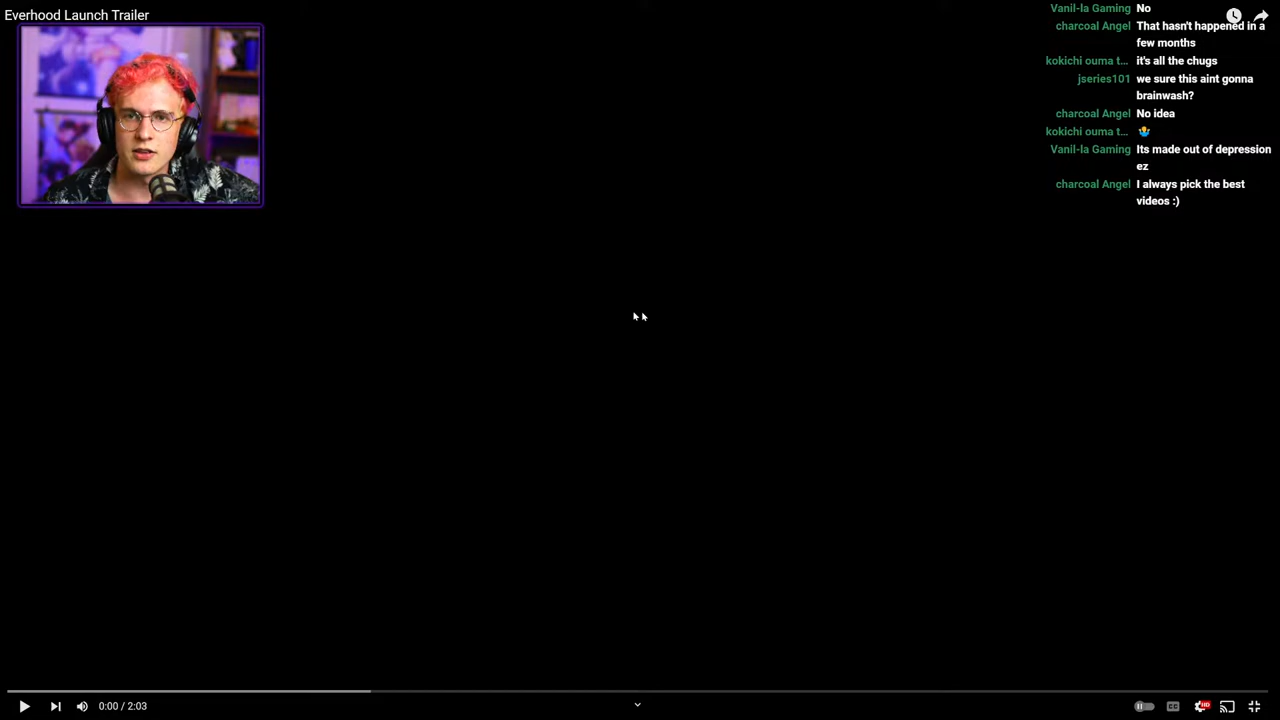 Everhood Launch Trailer
Vanil-la Gaming No
charcoal Angel That hasn't happened in a
few months
kokichi ouma t... it's all the chugs
jseries101 we sure this aint gonna
brainwash?
charcoal Angel No idea
kokichi ouma t... 🤷
Vanil-la Gaming Its made out of depression
ez
charcoal Angel I always pick the best
videos :)
0:00 / 2:03
CC
HD